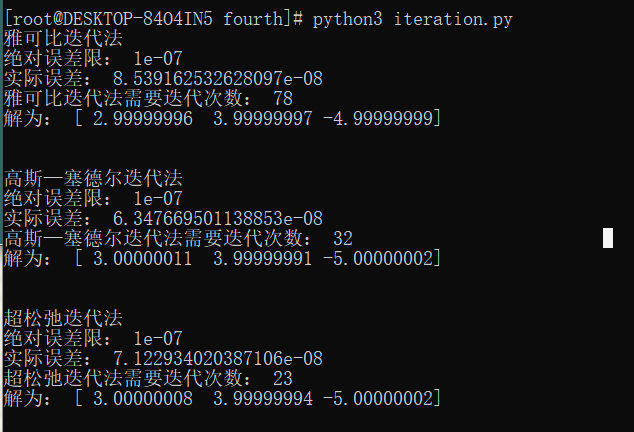 [root@DESKTOP-84O4IN5 fourth]# python3 iteration.py
雅可比迭代法
绝对误差限： 1e-07
实际误差： 8.539162532628097e-08
雅可比迭代法需要迭代次数： 78
解为： [ 2.99999996  3.99999997 -4.99999999]
高斯—塞德尔迭代法
绝对误差限： 1e-07
实际误差： 6.347669501138853e-08
高斯—塞德尔迭代法需要迭代次数： 32
解为： [ 3.00000011  3.99999991 -5.00000002]
超松弛迭代法
绝对误差限： 1e-07
实际误差： 7.122934020387106e-08
超松弛迭代法需要迭代次数： 23
解为： [ 3.00000008  3.99999994 -5.00000002]